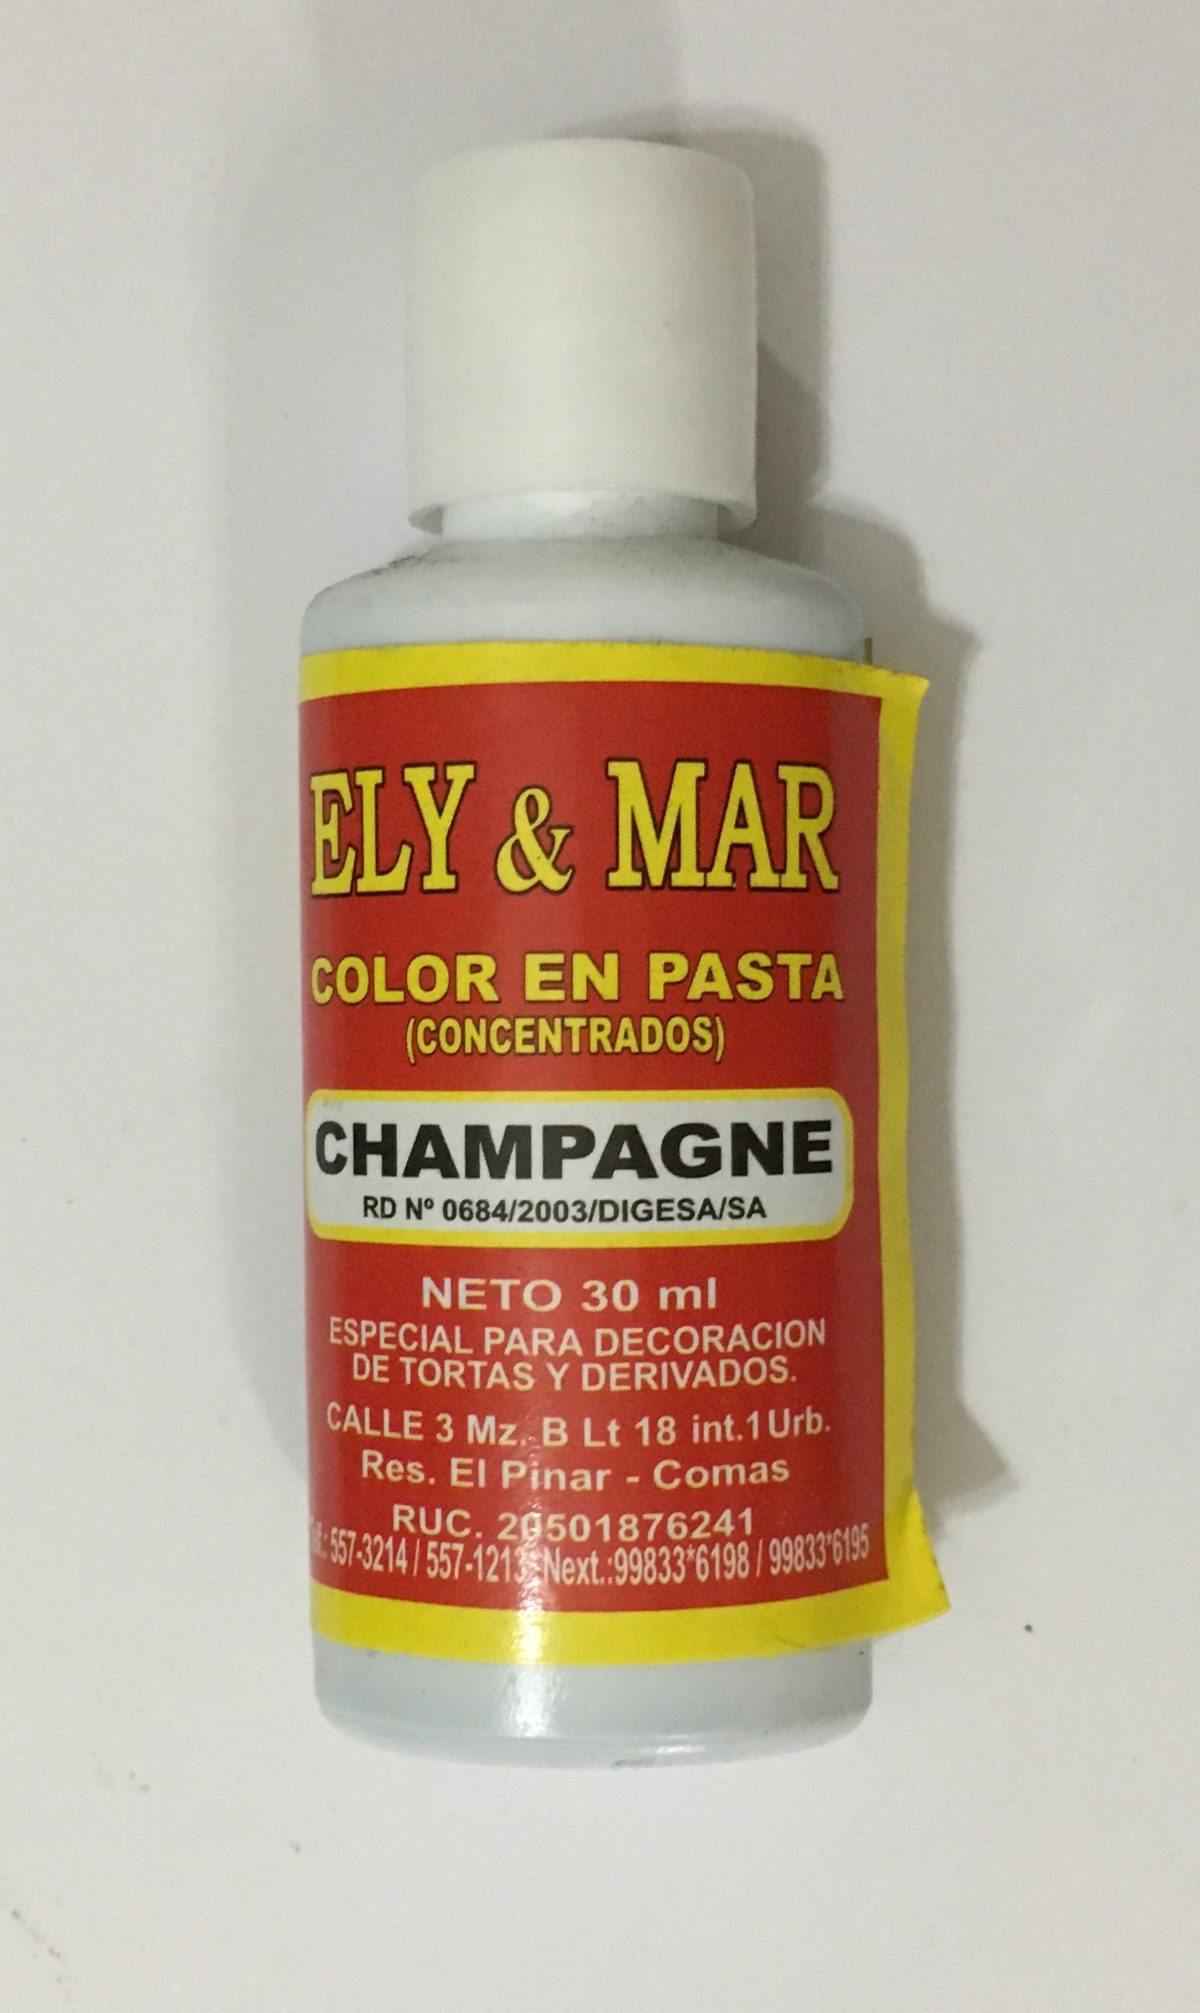 ELY & MAR
COLOR EN PASTA
(CONCENTRADOS)
CHAMPAGNE
RD Nº 0684/2003/DIGESA/SA
NETO 30 ml
ESPECIAL PARA DECORACION
DE TORTAS Y DERIVADOS.
CALLE 3 Mz. B Lt 18 int.1Urb.
Res. El Pinar - Comas
RUC. 20501876241
557-3214 / 557-1213 Next.:99833*6198 / 99833*6195